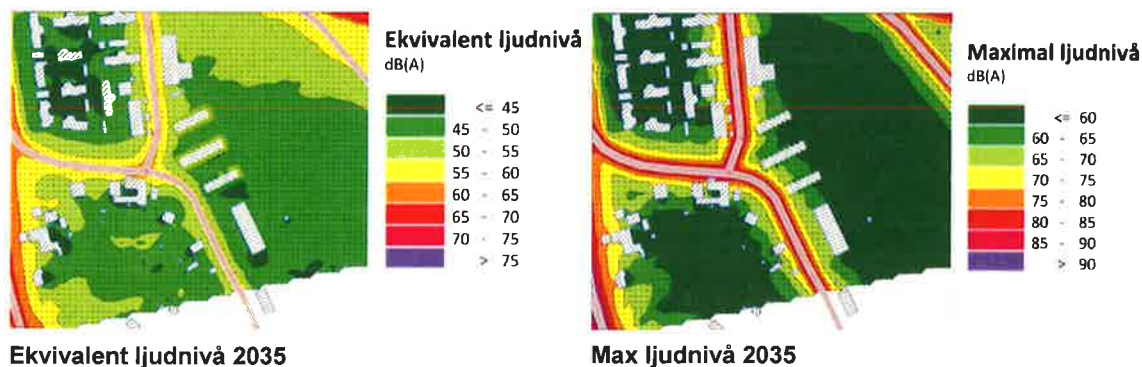 Ekvivalent ljudnivå
dB(A)
<= 45
45 - 50
50 - 55
55 - 60
60 - 65
65 - 70
70 - 75
> 75
Ekvivalent ljudnivå 2035
Maximal ljudnivå
dB(A)
<= 60
60 - 65
65 - 70
70 - 75
75 - 80
80 - 85
85 - 90
> 90
Max ljudnivå 2035